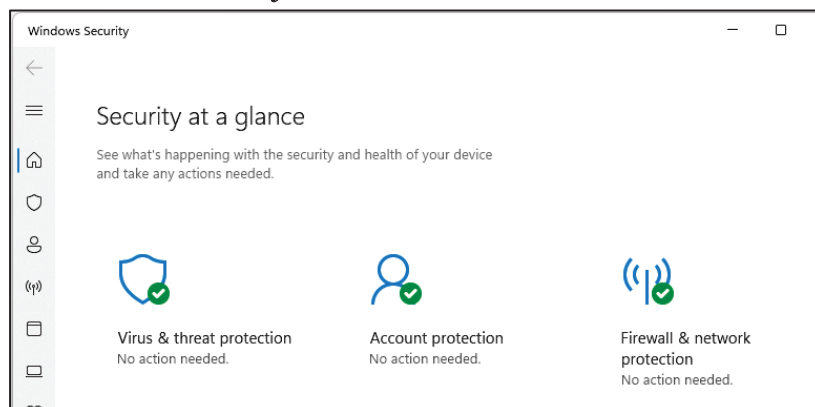 Windows Security
Security at a glance
See what's happening with the security and health of your device
and take any actions needed.
Virus & threat protection
No action needed.
Account protection
No action needed.
Firewall & network
protection
No action needed.